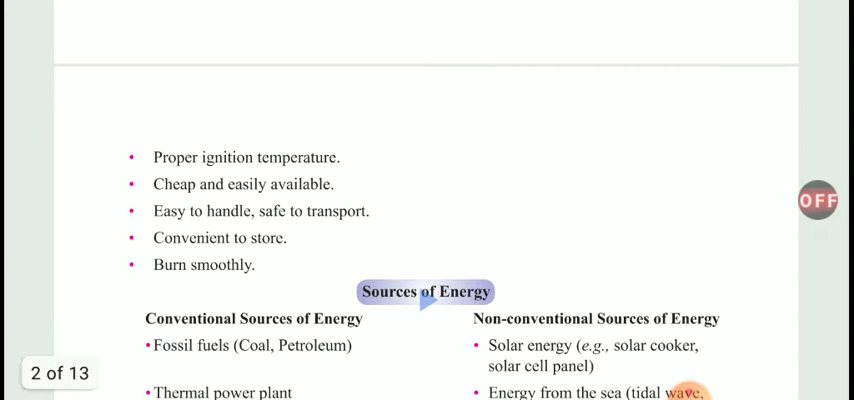 • Proper ignition temperature.
• Cheap and easily available.
• Easy to handle, safe to transport.
• Convenient to store.
• Burn smoothly.
Sources of Energy
Conventional Sources of Energy
• Fossil fuels (Coal, Petroleum)
• Thermal power plant
Non-conventional Sources of Energy
• Solar energy (e.g., solar cooker,
solar cell panel)
• Energy from the sea (tidal wave,
2 of 13
OFF